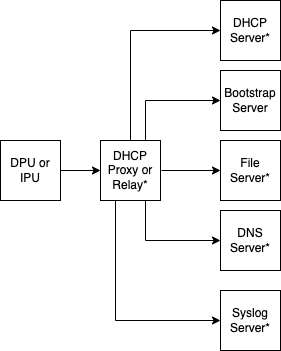 DHCP
Server*
Bootstrap
Server
DPU or
IPU
DHCP
Proxy or
Relay*
File
Server*
DNS
Server*
Syslog
Server*